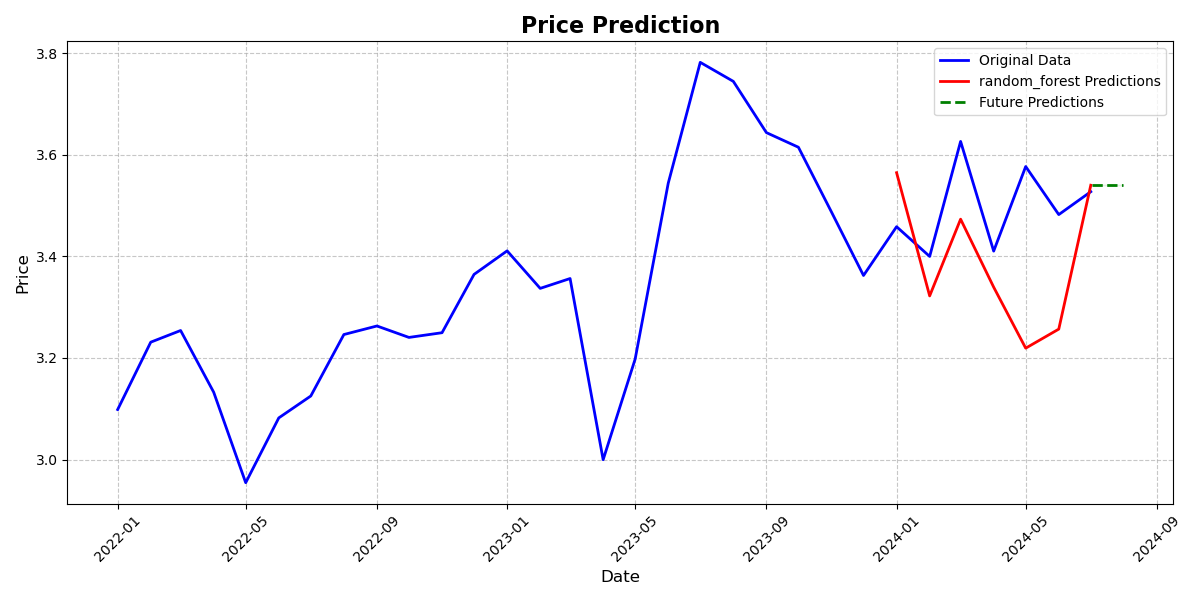 Price Prediction
Original Data
random_forest Predictions
Future Predictions
Price
3.8
3.6
3.4
3.2
3.0
2022-01
2022-05
2022-09
2023-01
2023-05
2023-09
2024-01
2024-05
2024-09
Date